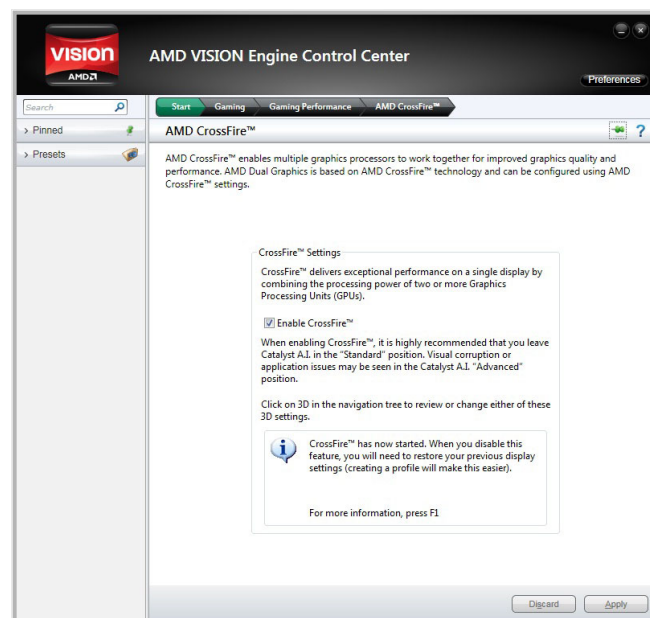 VISION
AMD
AMD VISION Engine Control Center
Preferences
Search
Start Gaming Gaming Performance AMD CrossFire™
› Pinned
AMD CrossFire™
?
› Presets
AMD CrossFire™ enables multiple graphics processors to work together for improved graphics quality and
performance. AMD Dual Graphics is based on AMD CrossFire™ technology and can be configured using AMD
CrossFire™ settings.
CrossFire™ Settings
CrossFire™ delivers exceptional performance on a single display by
combining the processing power of two or more Graphics
Processing Units (GPUs).
Enable CrossFire™
When enabling CrossFire™, it is highly recommended that you leave
Catalyst A.I. in the "Standard" position. Visual corruption or
application issues may be seen in the Catalyst A.I. "Advanced"
position.
Click on 3D in the navigation tree to review or change either of these
3D settings.
CrossFire™ has now started. When you disable this
feature, you will need to restore your previous display
settings (creating a profile will make this easier).
For more information, press F1
Discard
Apply